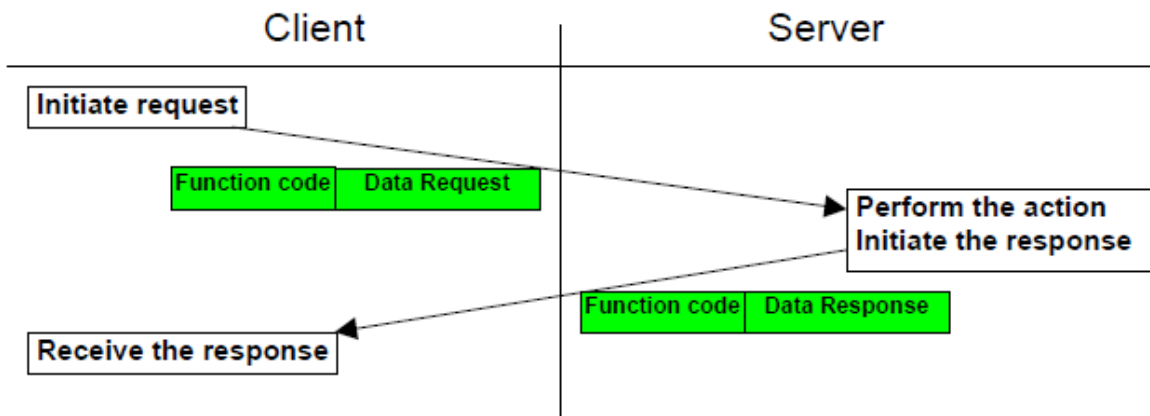 Client
Server
Initiate request
Function code
Data Request
Perform the action
Initiate the response
Function code
Data Response
Receive the response